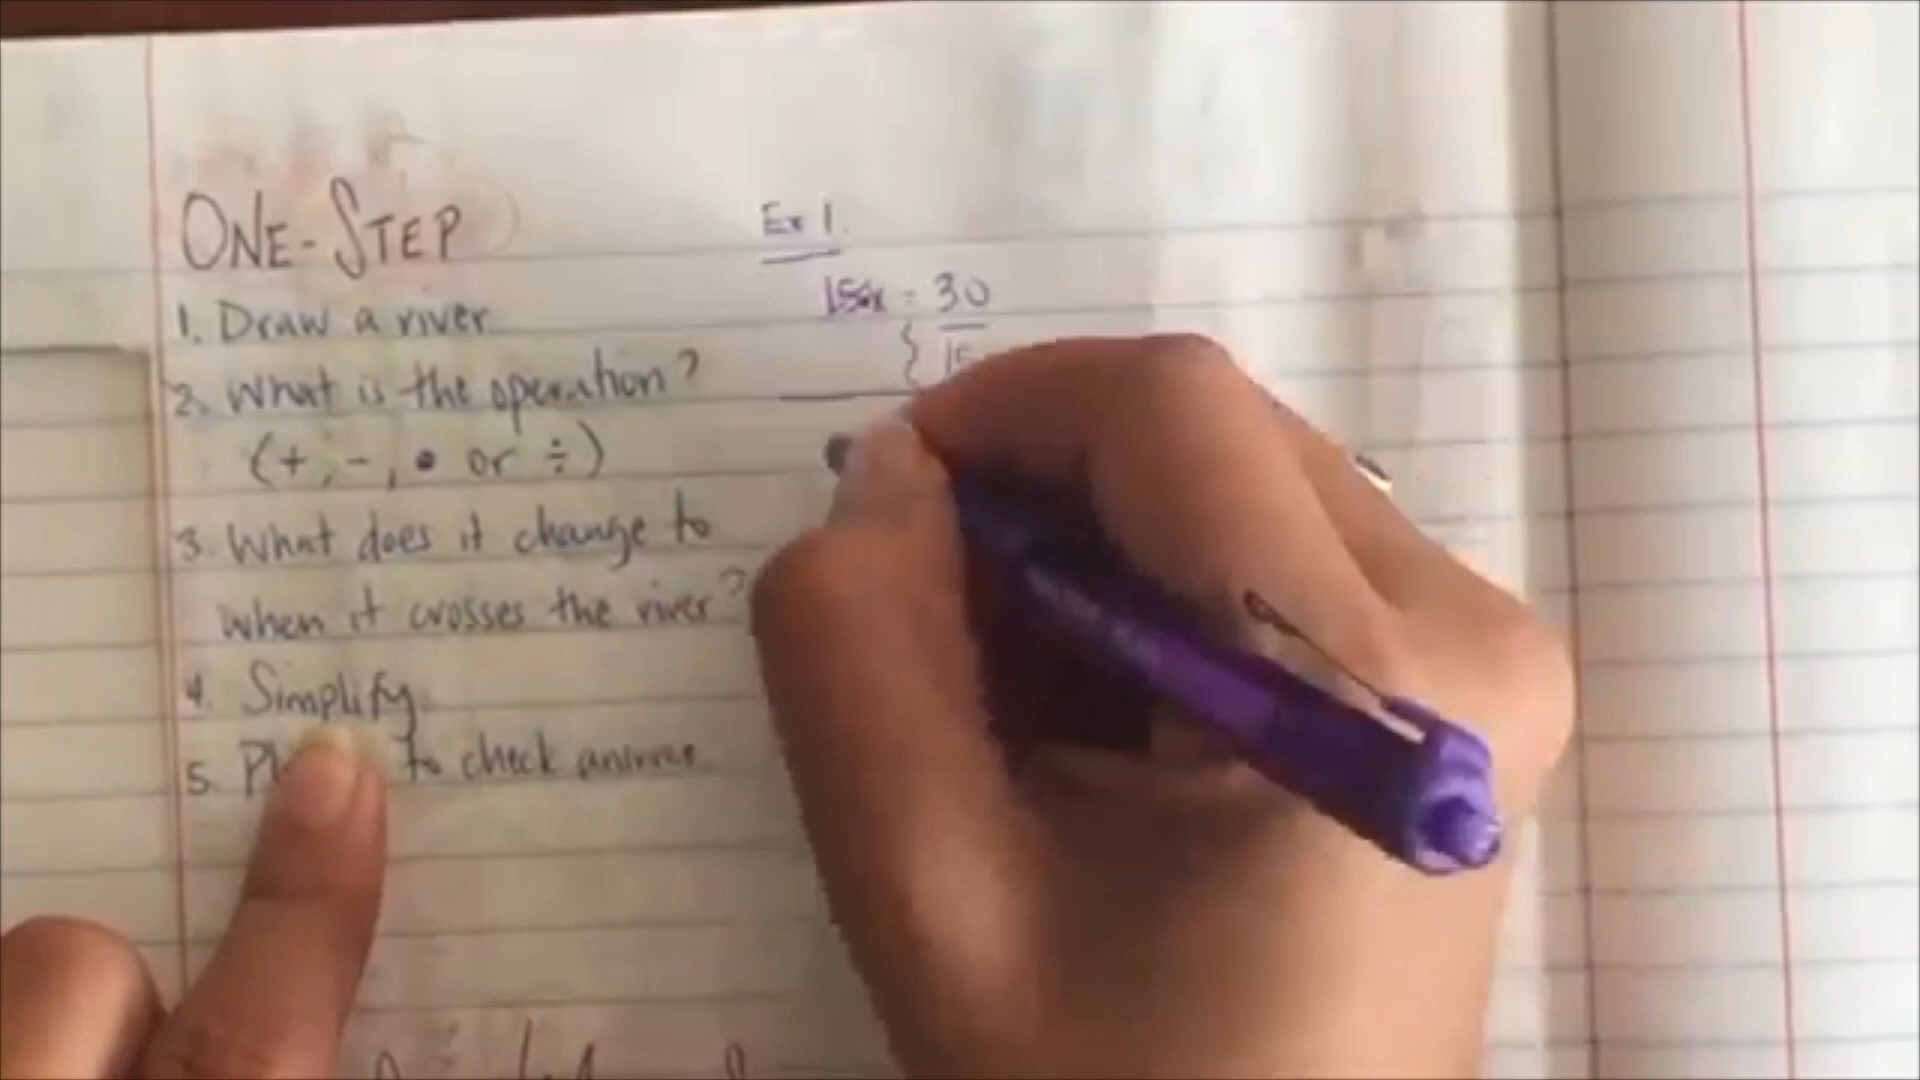 ONE-STEP
1. Draw a river
2. What is the operation?
(+, -, • or ÷)
3. What does it change to
when it crosses the river?
4. Simplify
5. to check answer
Ex 1.
= 30
15